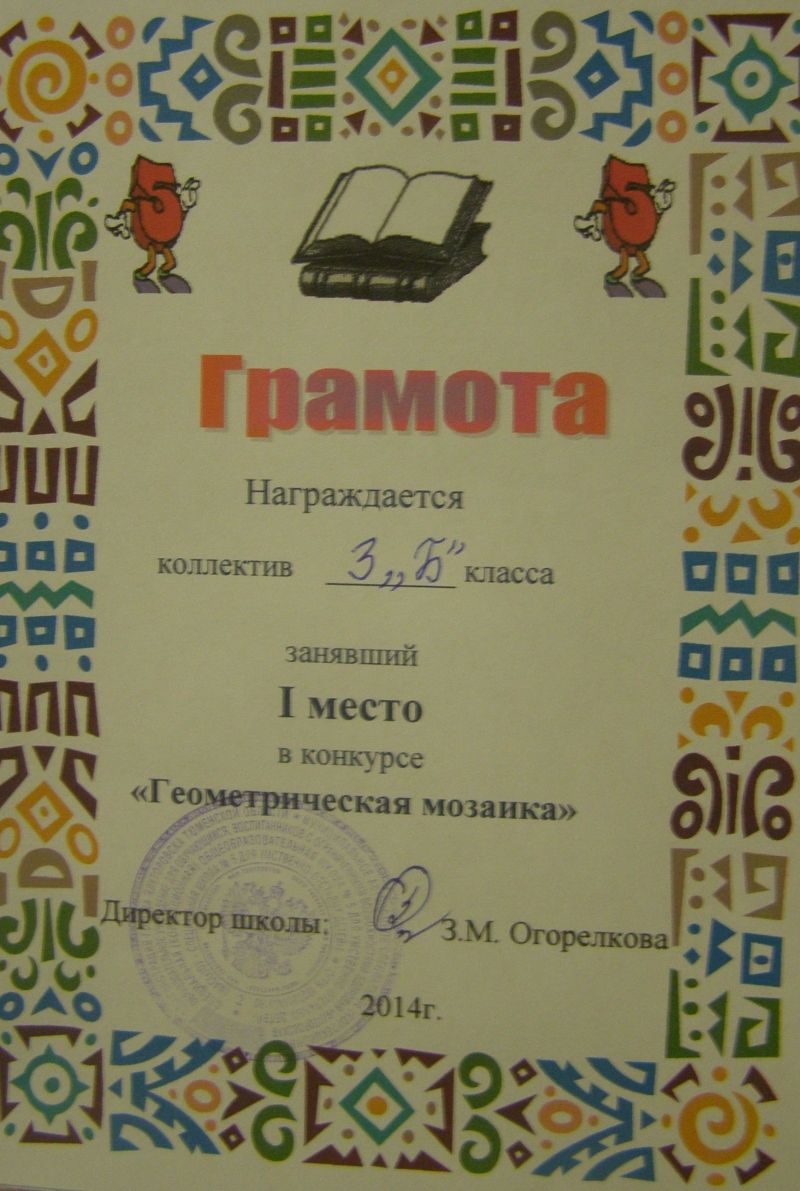 Грамота
Награждается
коллектив 3 „Б” класса
занявший
I место
в конкурсе
«Геометрическая мозаика»
Директор школы: З.М. Огорелкова
2014г.